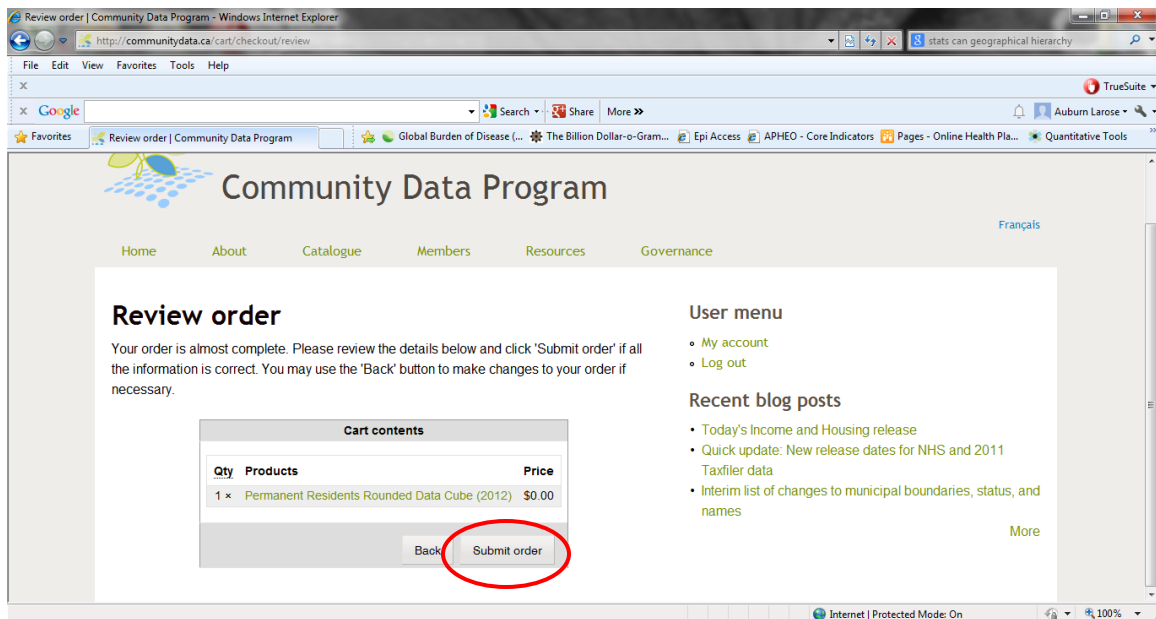 Review order | Community Data Program - Windows Internet Explorer
http://communitydata.ca/cart/checkout/review
stats can geographical hierarchy
File Edit View Favorites Tools Help
x
TrueSuite
x Google
Search
Share
More »
Auburn Larose
Favorites
Review order | Community Data Program
Global Burden of Disease (...
The Billion Dollar-o-Gram...
Epi Access
APHEO - Core Indicators
Pages - Online Health Pla...
Quantitative Tools
»
Community Data Program
Français
Home About Catalogue Members Resources Governance
Review order
Your order is almost complete. Please review the details below and click 'Submit order' if all
the information is correct. You may use the 'Back' button to make changes to your order if
necessary.
Cart contents
Qty Products Price
1 × Permanent Residents Rounded Data Cube (2012) $0.00
Back Submit order
User menu
• My account
• Log out
Recent blog posts
• Today's Income and Housing release
• Quick update: New release dates for NHS and 2011
Taxfiler data
• Interim list of changes to municipal boundaries, status, and
names
More
Internet | Protected Mode: On
100%